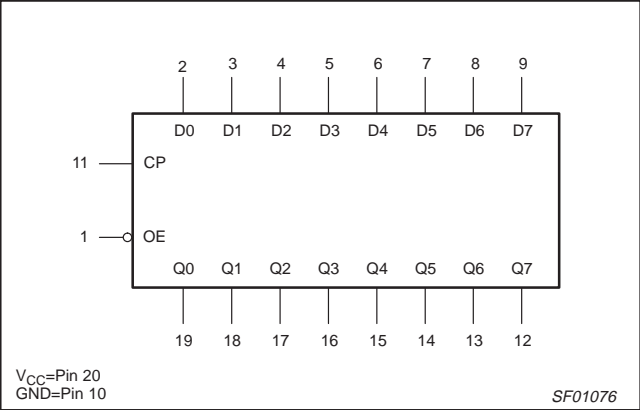 2 3 4 5 6 7 8 9
D0 D1 D2 D3 D4 D5 D6 D7
11 CP
1 OE
Q0 Q1 Q2 Q3 Q4 Q5 Q6 Q7
19 18 17 16 15 14 13 12
VCC=Pin 20
GND=Pin 10
SF01076